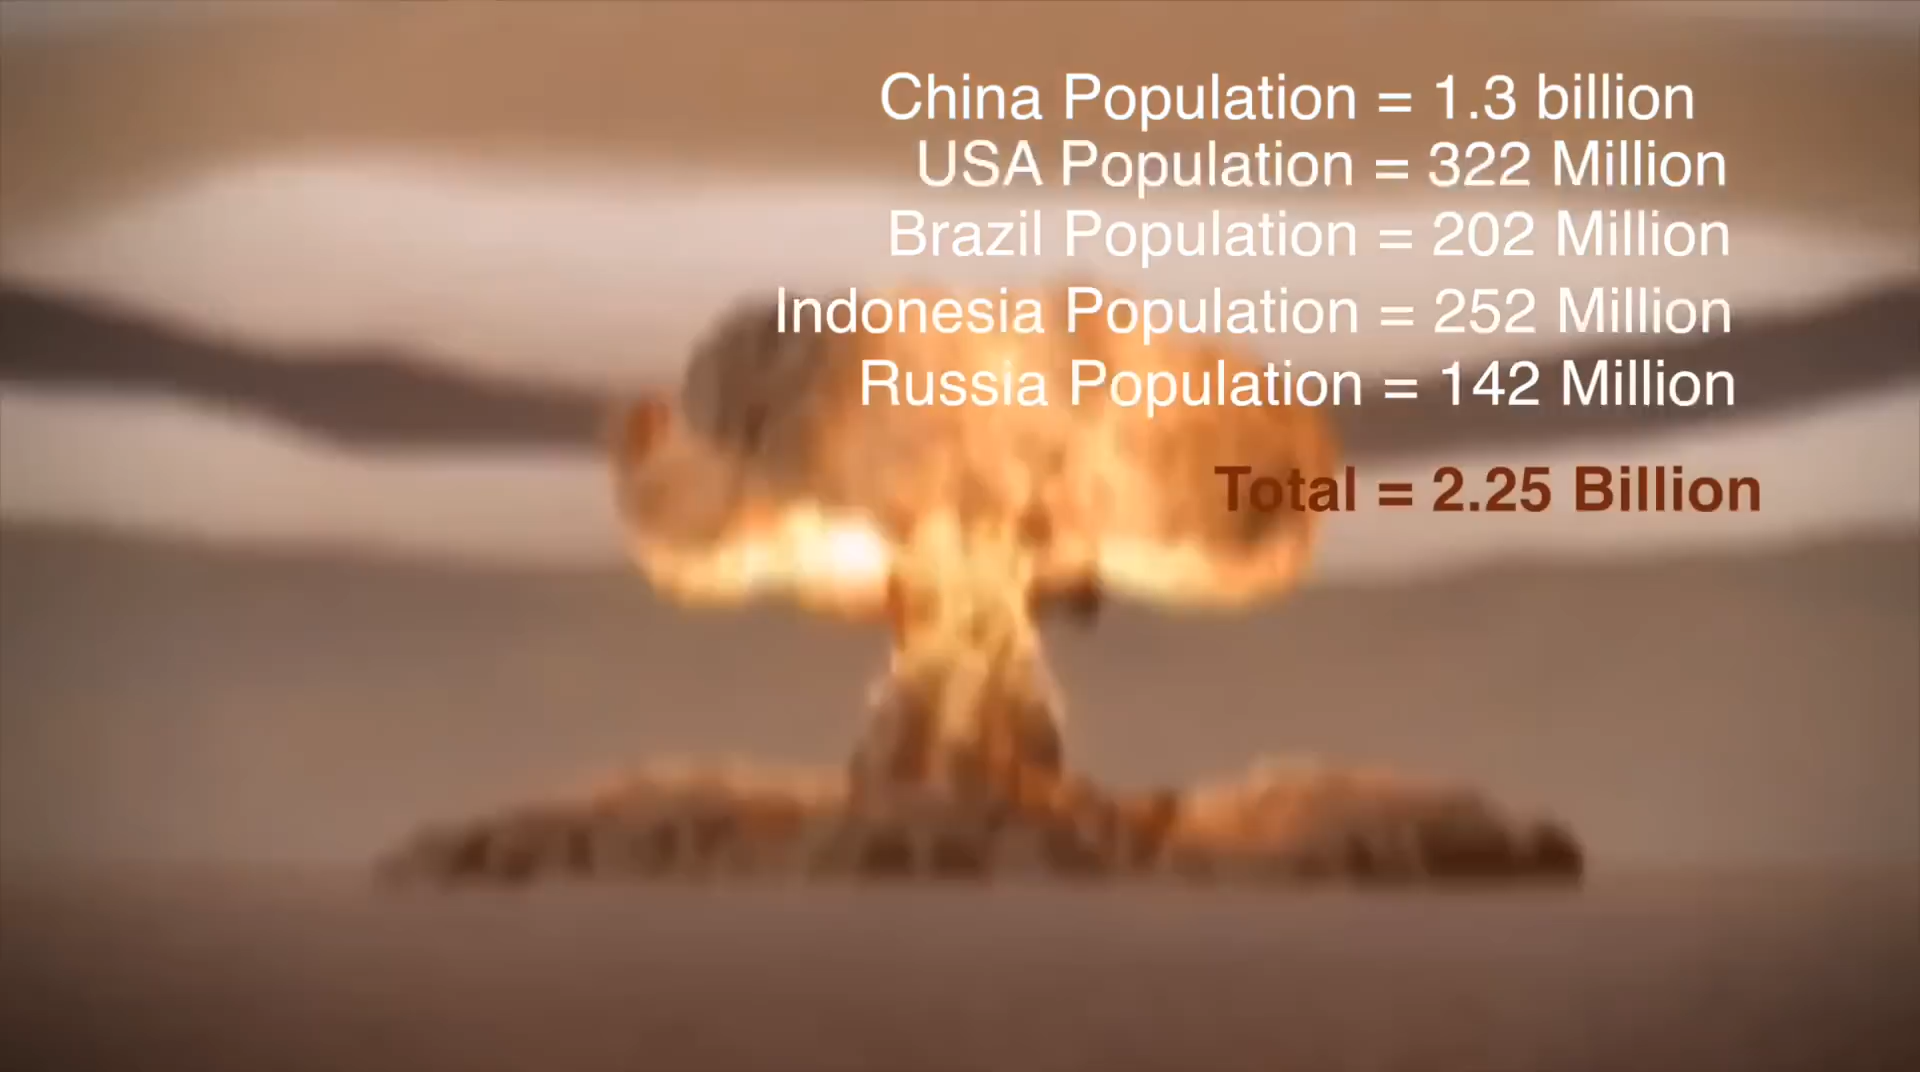 China Population = 1.3 billion
USA Population = 322 Million
Brazil Population = 202 Million
Indonesia Population = 252 Million
Russia Population = 142 Million
Total = 2.25 Billion